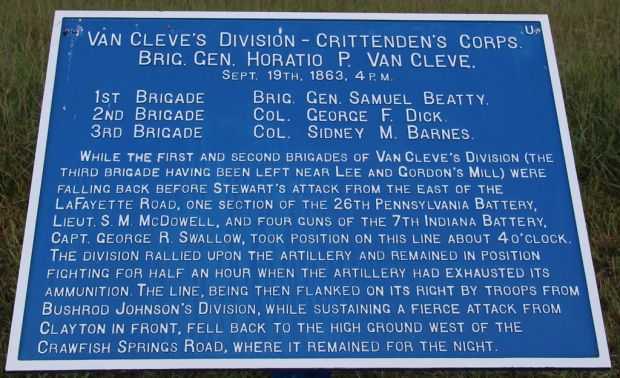 VAN CLEVE'S DIVISION - CRITTENDEN'S CORPS.
BRIG. GEN. HORATIO P. VAN CLEVE.
SEPT. 19TH, 1863, 4 P.M.
1ST BRIGADE BRIG. GEN. SAMUEL BEATTY.
2ND BRIGADE COL. GEORGE F. DICK.
3RD BRIGADE COL. SIDNEY M. BARNES.
WHILE THE FIRST AND SECOND BRIGADES OF VAN CLEVE'S DIVISION (THE
THIRD BRIGADE HAVING BEEN LEFT NEAR LEE AND GORDON'S MILL) WERE
FALLING BACK BEFORE STEWART'S ATTACK FROM THE EAST OF THE
LAFAYETTE ROAD, ONE SECTION OF THE 26TH PENNSYLVANIA BATTERY,
LIEUT. S. M. MCDOWELL, AND FOUR GUNS OF THE 7TH INDIANA BATTERY,
CAPT. GEORGE R. SWALLOW, TOOK POSITION ON THIS LINE ABOUT 4 O'CLOCK.
THE DIVISION RALLIED UPON THE ARTILLERY AND REMAINED IN POSITION
FIGHTING FOR HALF AN HOUR WHEN THE ARTILLERY HAD EXHAUSTED ITS
AMMUNITION. THE LINE, BEING THEN FLANKED ON ITS RIGHT BY TROOPS FROM
BUSHROD JOHNSON'S DIVISION, WHILE SUSTAINING A FIERCE ATTACK FROM
CLAYTON IN FRONT, FELL BACK TO THE HIGH GROUND WEST OF THE
CRAWFISH SPRINGS ROAD, WHERE IT REMAINED FOR THE NIGHT.